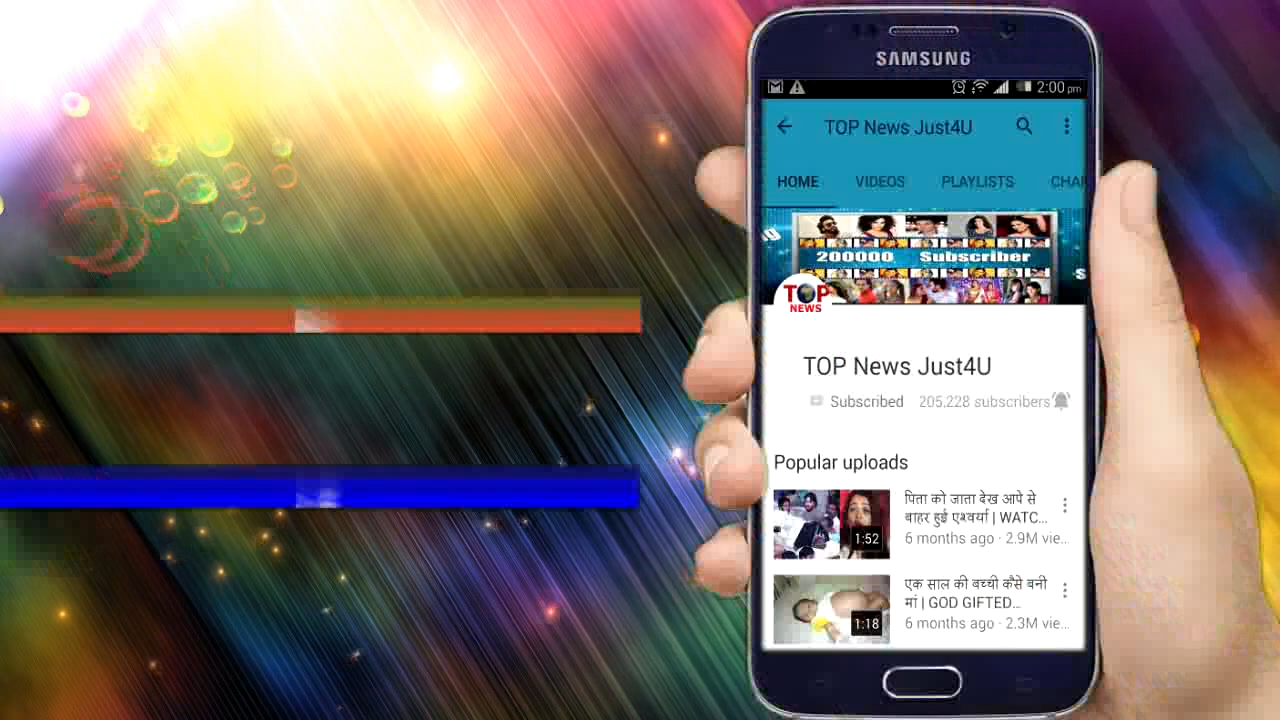 SAMSUNG
2:00 pm
TOP News Just4U
HOME VIDEOS PLAYLISTS CHA
200000 Subscriber
TOP
NEWS
TOP News Just4U
Subscribed 205,228 subscribers
Popular uploads
पिता को जाता देख आपे से
बाहर हुई एश्वर्या | WATC...
6 months ago · 2.9M vie...
1:52
एक साल की बच्ची कैसे बनी
मां | GOD GIFTED...
6 months ago · 2.3M vie...
1:18